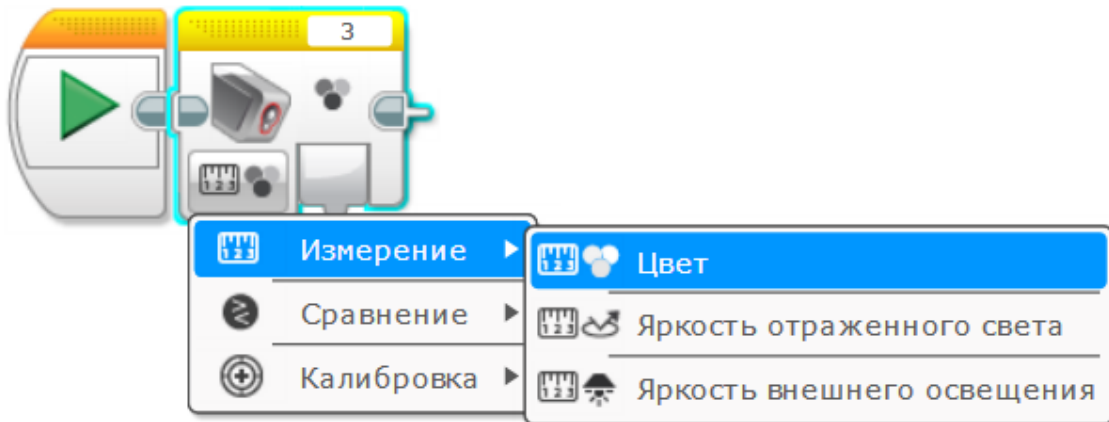 3
Измерение
Цвет
Сравнение
Яркость отраженного света
Калибровка
Яркость внешнего освещения